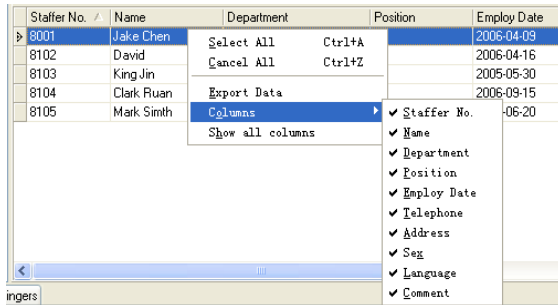 Staffer No. Name Department Position Employ Date
8001 Jake Chen 2006-04-09
8102 David 2006-04-16
8103 King Jin 2005-05-30
8104 Clark Ruan 2006-09-15
8105 Mark Simth -06-20
Select All Ctrl+A
Cancel All Ctrl+Z
Export Data
Columns
Show all columns
Staffer No.
Name
Department
Position
Employ Date
Telephone
Address
Sex
Language
Comment
ingers